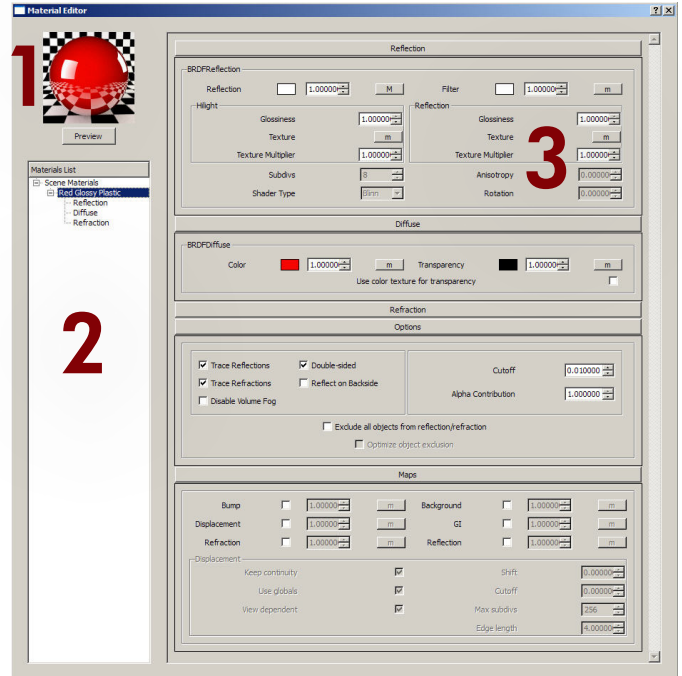 Material Editor
1
Preview
Materials List
Scene Materials
Red Glossy Plastic
Reflection
Diffuse
Refraction
2
Reflection
BRDFReflection
Reflection 1.00000 M Filter 1.00000 m
Hilight Reflection
Glossiness 1.00000 Glossiness 1.00000
Texture m Texture m
Texture Multiplier 1.00000 Texture Multiplier 1.00000
3
Subdivs 8 Anisotropy 0.00000
Shader Type Blinn Rotation 0.00000
Diffuse
BRDFDiffuse
Color 1.00000 m Transparency 1.00000 m
Use color texture for transparency
Refraction
Options
Trace Reflections Double-sided Cutoff 0.010000
Trace Refractions Reflect on Backside
Disable Volume Fog Alpha Contribution 1.000000
Exclude all objects from reflection/refraction
Optimize object exclusion
Maps
Bump 1.00000 m Background 1.00000 m
Displacement 1.00000 m GI 1.00000 m
Refraction 1.00000 m Reflection 1.00000 m
Displacement
Keep continuity Shift 0.00000
Use globals Cutoff 0.00000
View dependent Max subdivs 256
Edge length 4.00000